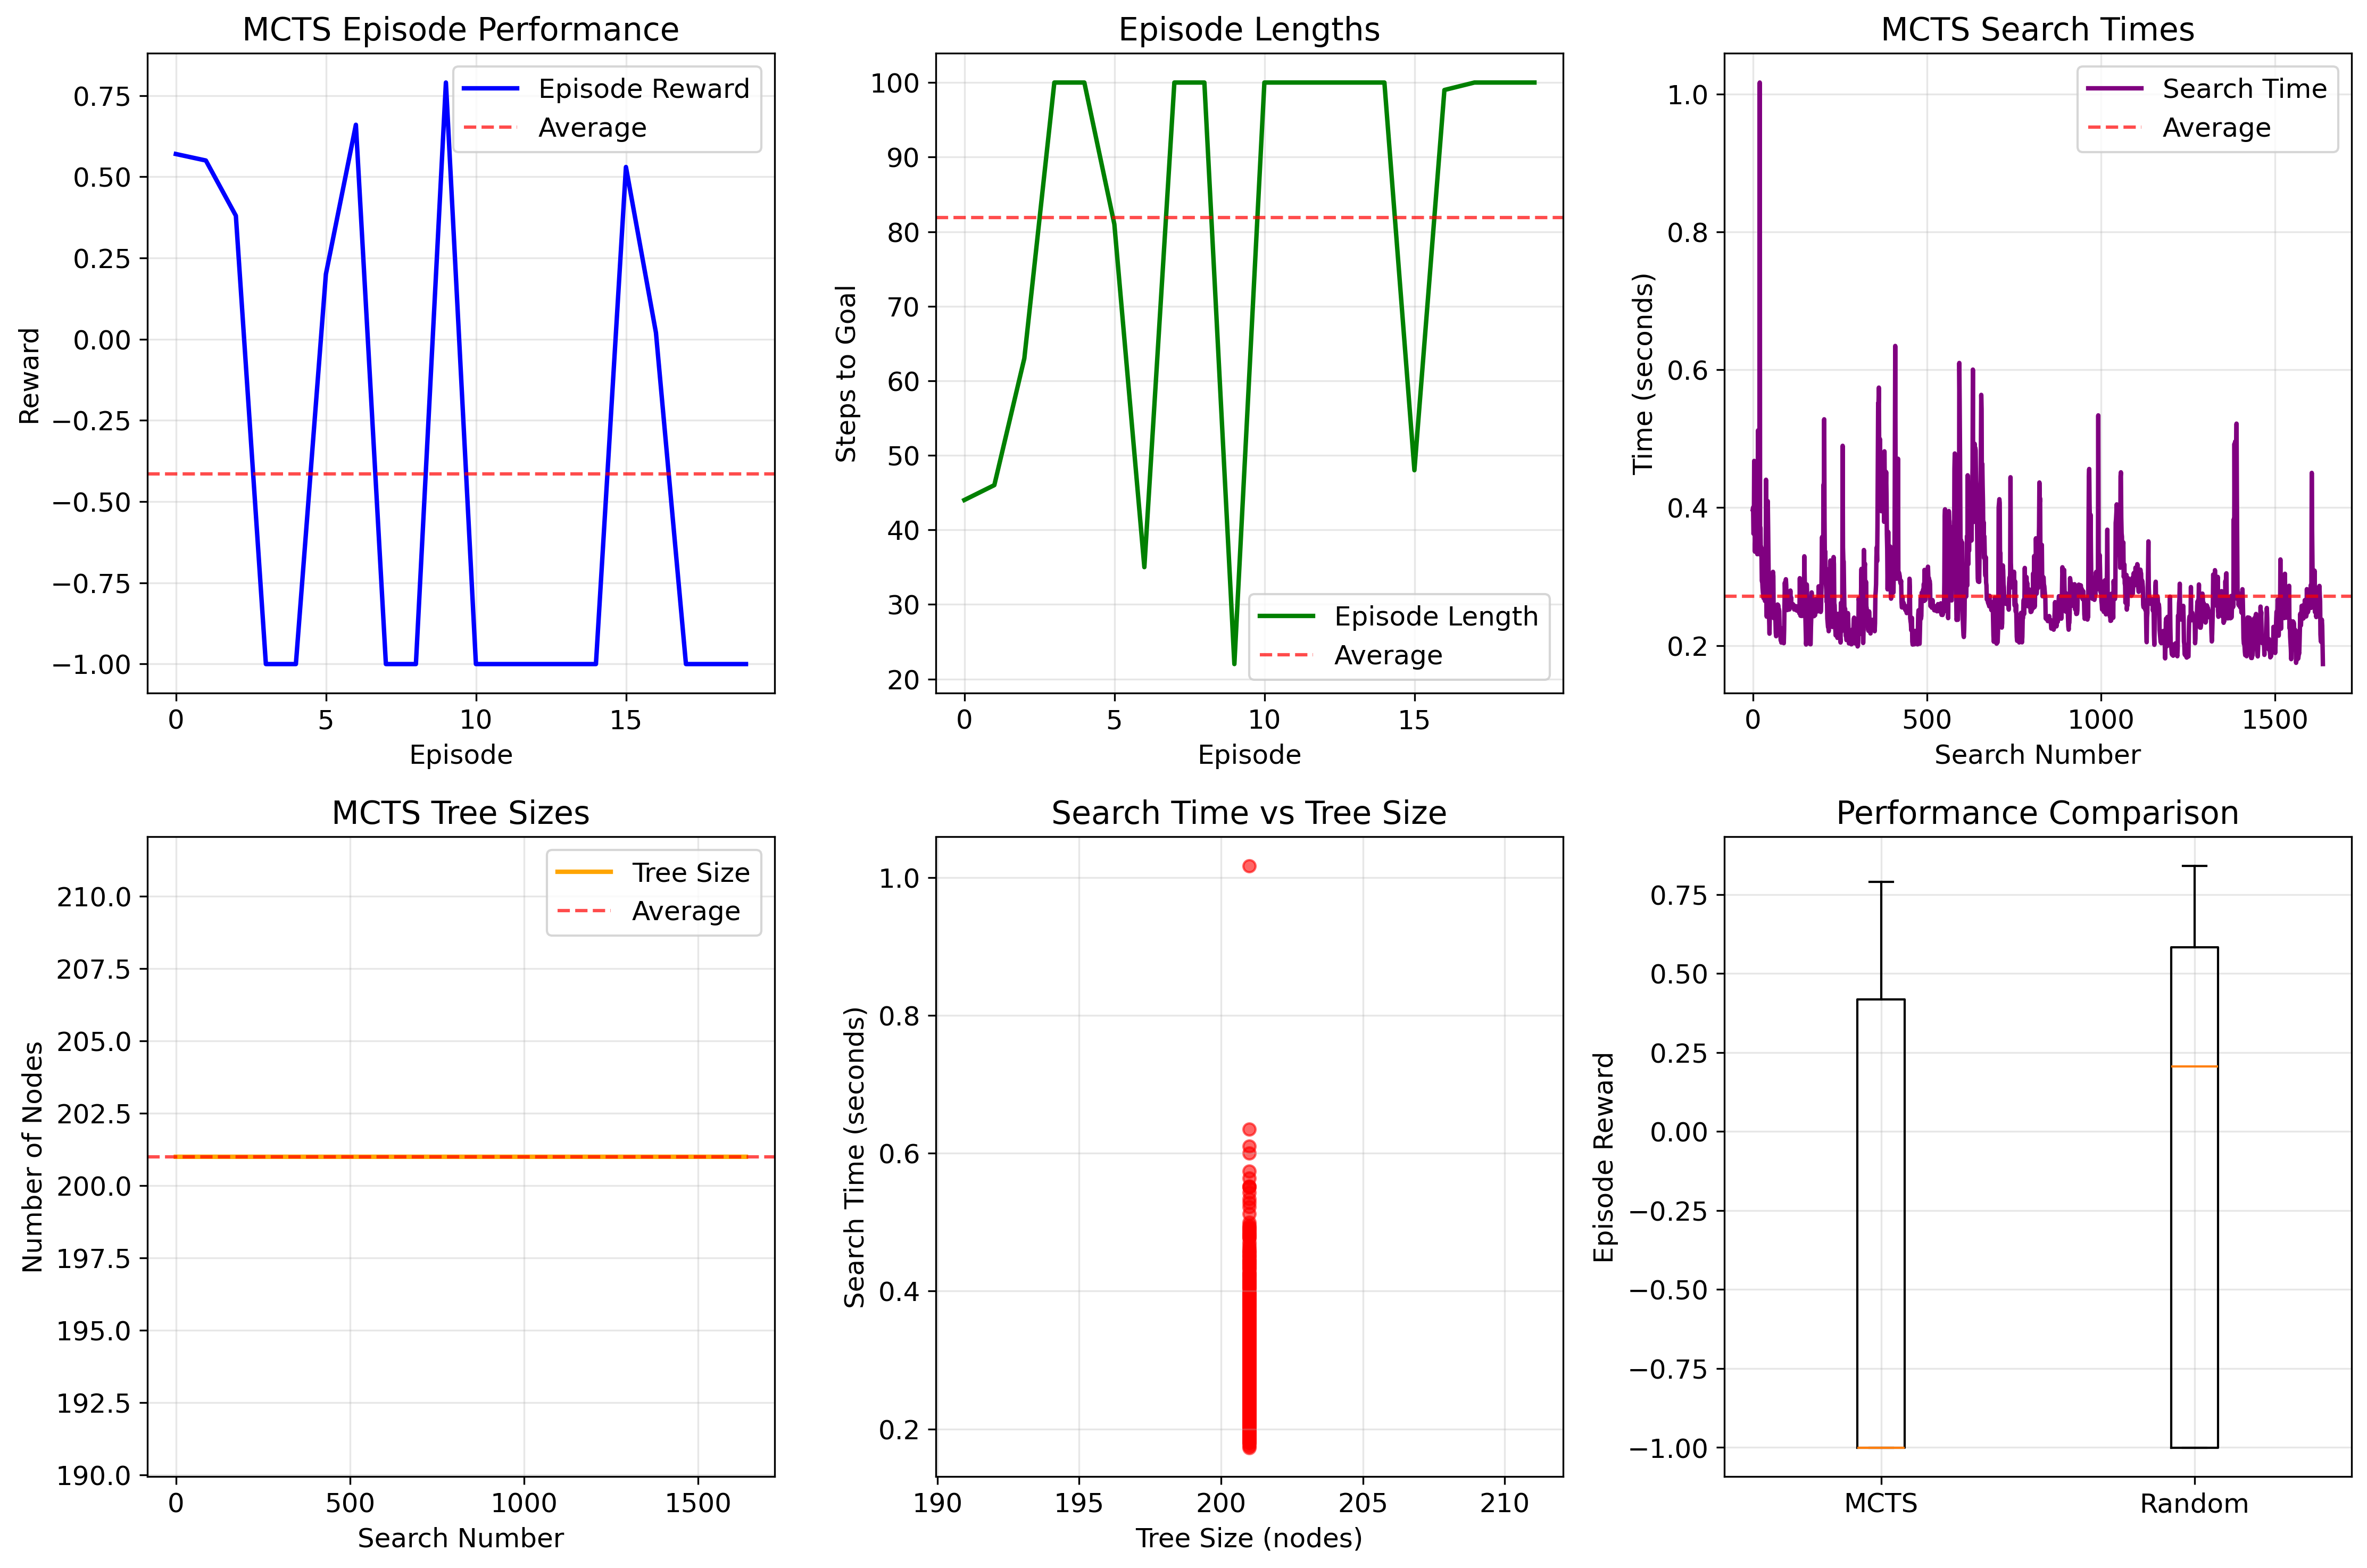 MCTS Episode Performance
Episode Reward
Average
0.75
0.50
0.25
0.00
−0.25
−0.50
−0.75
−1.00
Reward
0 5 10 15
Episode
Episode Lengths
100
90
80
70
60
50
40
30
20
Steps to Goal
Episode Length
Average
0 5 10 15
Episode
MCTS Search Times
Search Time
Average
1.0
0.8
0.6
0.4
0.2
Time (seconds)
0 500 1000 1500
Search Number
MCTS Tree Sizes
Tree Size
Average
210.0
207.5
205.0
202.5
200.0
197.5
195.0
192.5
190.0
Number of Nodes
0 500 1000 1500
Search Number
Search Time vs Tree Size
1.0
0.8
0.6
0.4
0.2
Search Time (seconds)
190 195 200 205 210
Tree Size (nodes)
Performance Comparison
0.75
0.50
0.25
0.00
−0.25
−0.50
−0.75
−1.00
Episode Reward
MCTS Random